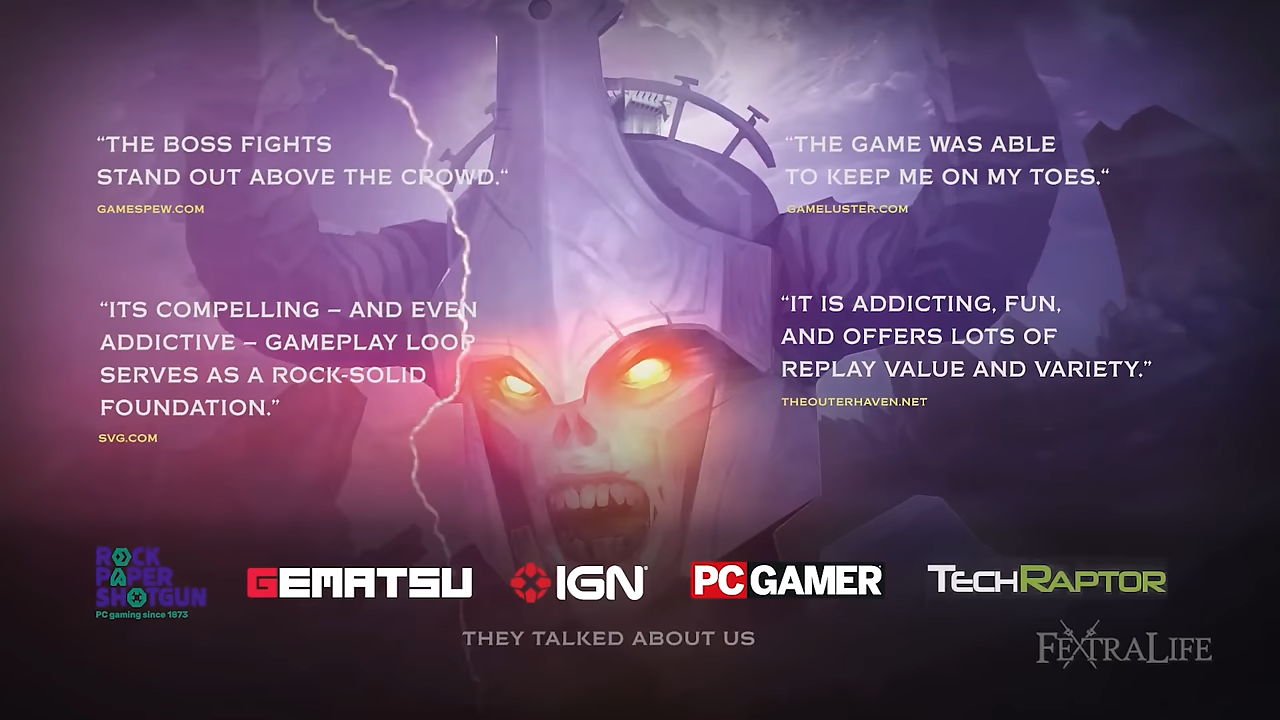 “THE BOSS FIGHTS
STAND OUT ABOVE THE CROWD.“
GAMESPEW.COM
“THE GAME WAS ABLE
TO KEEP ME ON MY TOES.“
GAMELUSTER.COM
“ITS COMPELLING – AND EVEN
ADDICTIVE – GAMEPLAY LOOP
SERVES AS A ROCK-SOLID
FOUNDATION.”
SVG.COM
“IT IS ADDICTING, FUN,
AND OFFERS LOTS OF
REPLAY VALUE AND VARIETY.”
THEOUTERHAVEN.NET
ROCK
PAPER
SHOTGUN
PC gaming since 1873
GEMATSU
IGN
PC GAMER
TECHRAPTOR
THEY TALKED ABOUT US
FEXTRALIFE